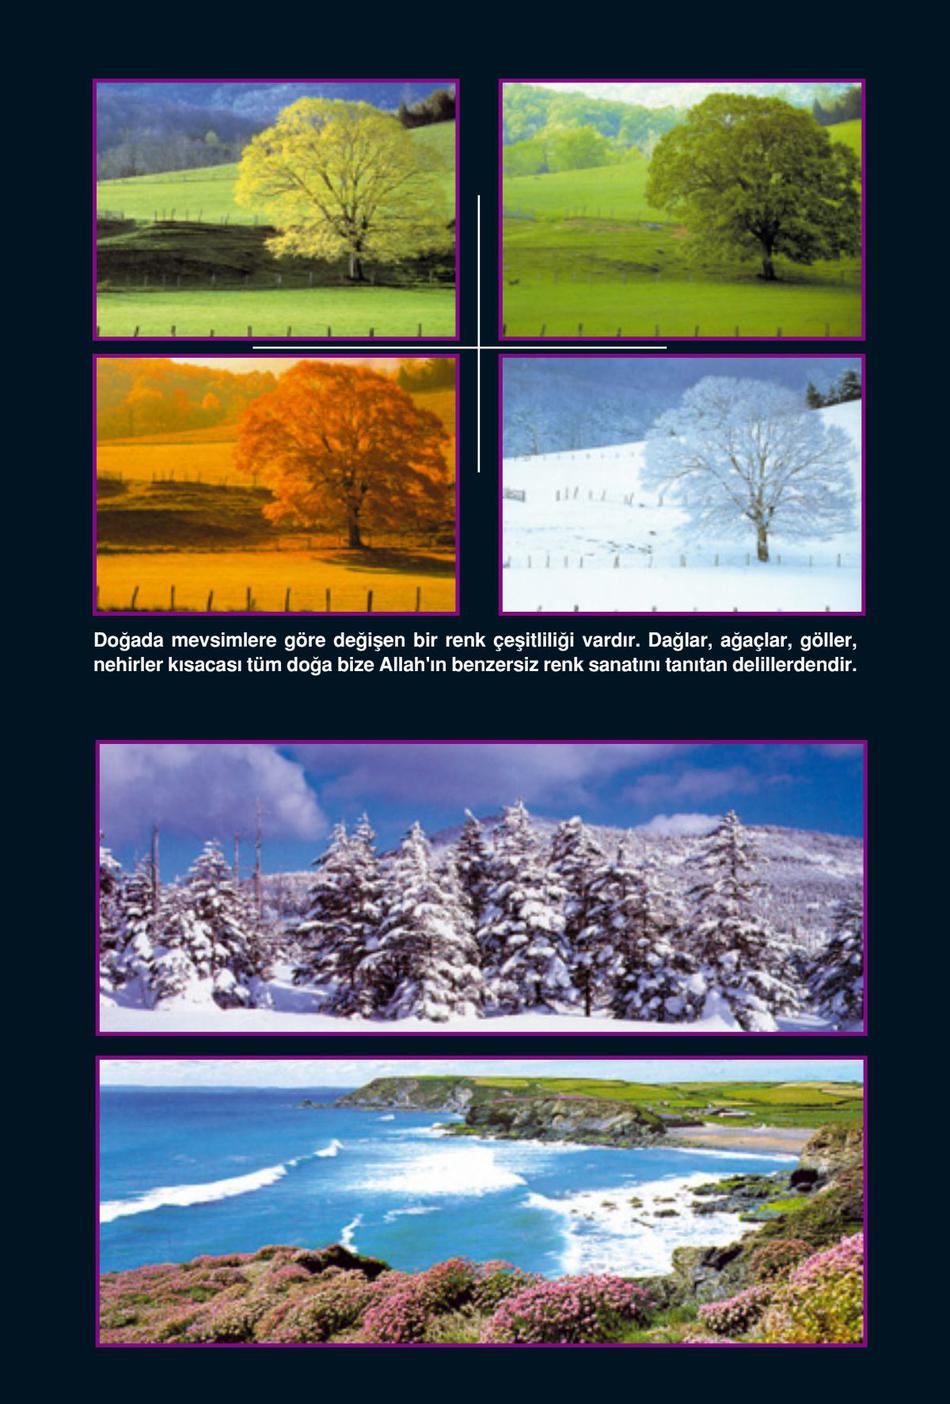 Doğada mevsimlere göre değişen bir renk çeşitliliği vardır. Dağlar, ağaçlar, göller,
nehirler kısacası tüm doğa bize Allah'ın benzersiz renk sanatını tanıtan delillerdendir.